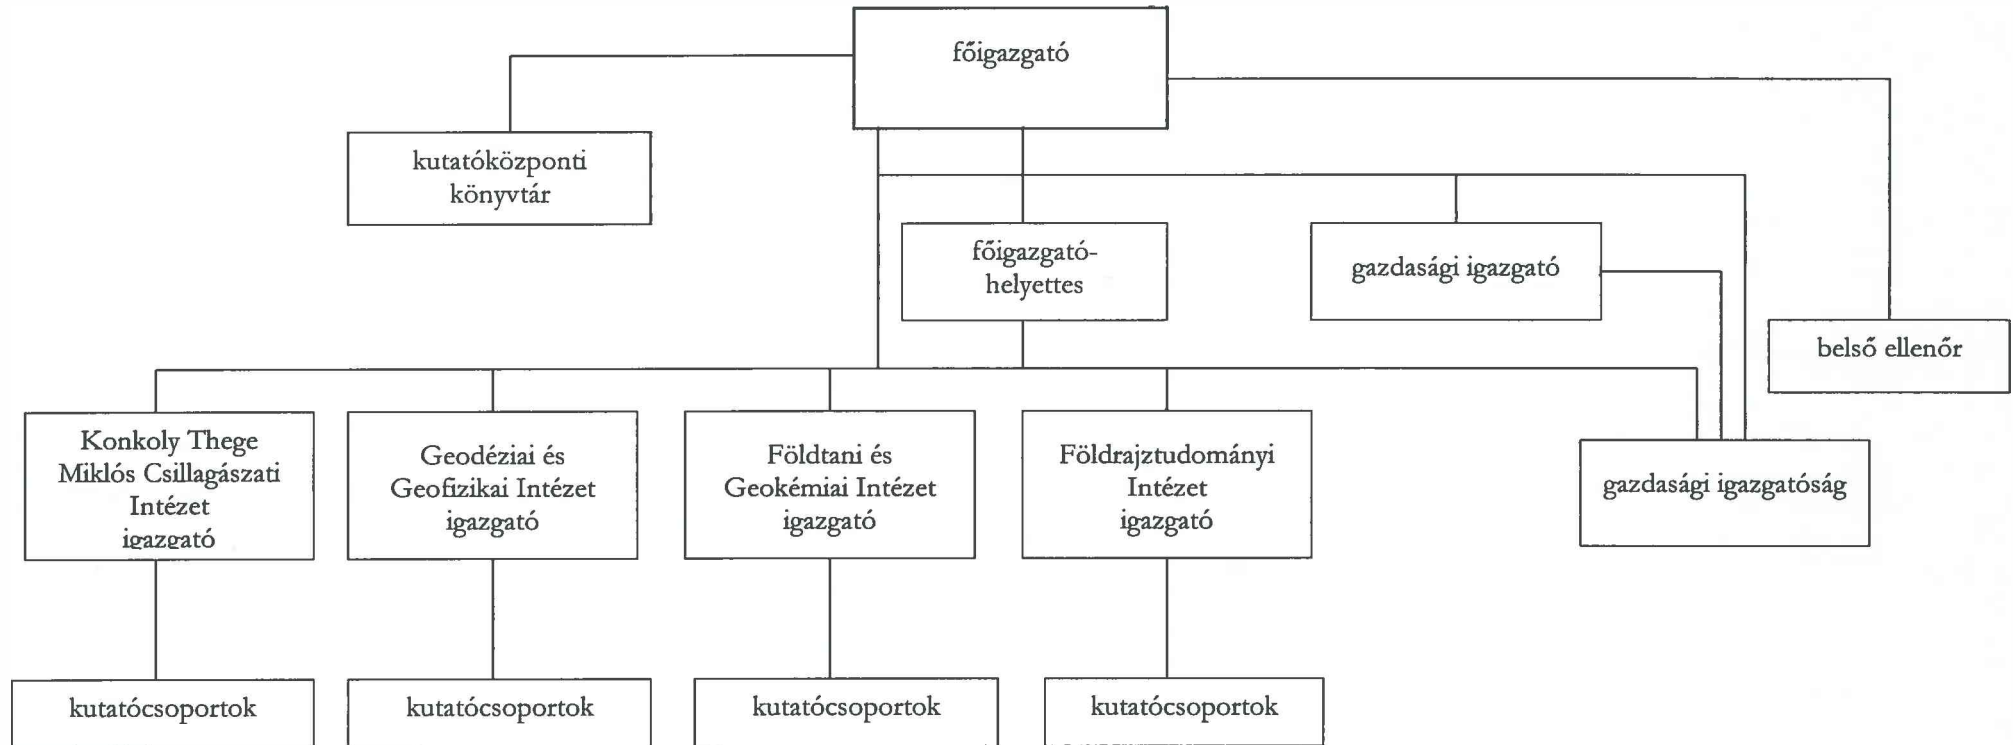 főigazgató
kutatóközponti
könyvtár
főigazgató-
helyettes
gazdasági igazgató
belső ellenőr
Konkoly Thege
Miklós Csillagászati
Intézet
igazgató
Geodéziai és
Geofizikai Intézet
igazgató
Földtani és
Geokémiai Intézet
igazgató
Földrajztudományi
Intézet
igazgató
gazdasági igazgatóság
kutatócsoportok
kutatócsoportok
kutatócsoportok
kutatócsoportok